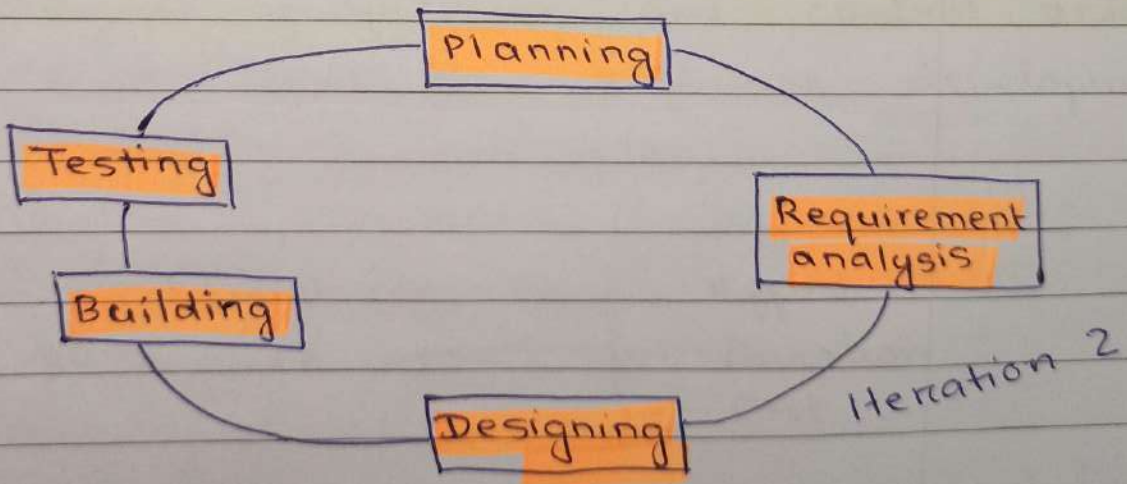 Planning
Testing
Requirement
analysis
Building
Iteration 2
Designing